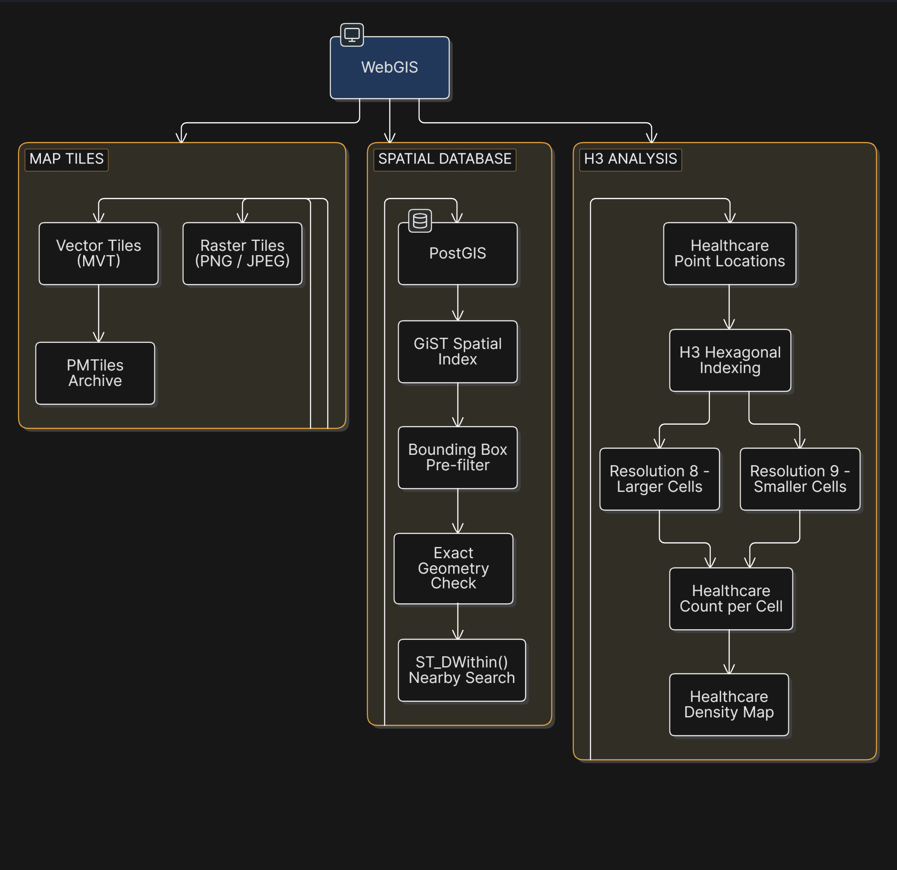 WebGIS
MAP TILES
Vector Tiles
(MVT)
Raster Tiles
(PNG / JPEG)
PMTiles
Archive
SPATIAL DATABASE
PostGIS
GiST Spatial
Index
Bounding Box
Pre-filter
Exact
Geometry
Check
ST_DWithin()
Nearby Search
H3 ANALYSIS
Healthcare
Point Locations
H3 Hexagonal
Indexing
Resolution 8 -
Larger Cells
Resolution 9 -
Smaller Cells
Healthcare
Count per Cell
Healthcare
Density Map